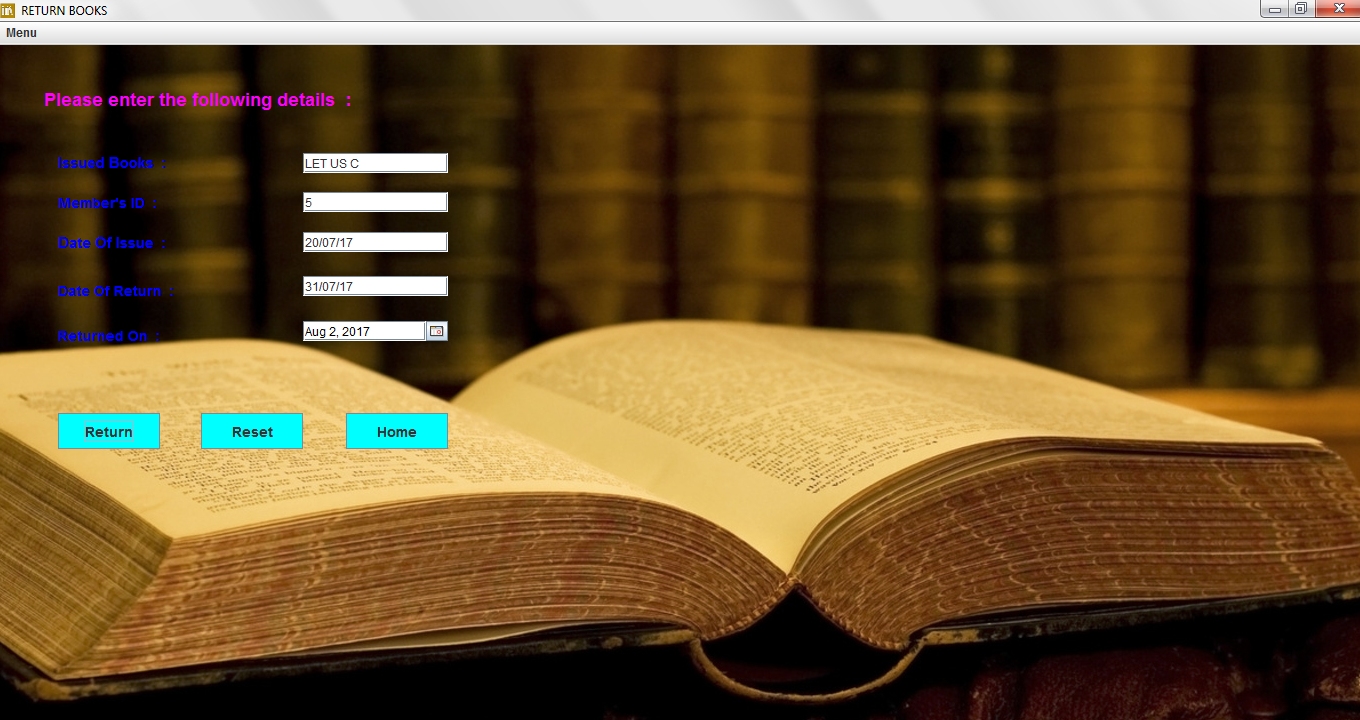 RETURN BOOKS
Menu
Please enter the following details :
Issued Books : LET US C
Member's ID : 5
Date Of Issue : 20/07/17
Date Of Return : 31/07/17
Returned On : Aug 2, 2017
Return Reset Home